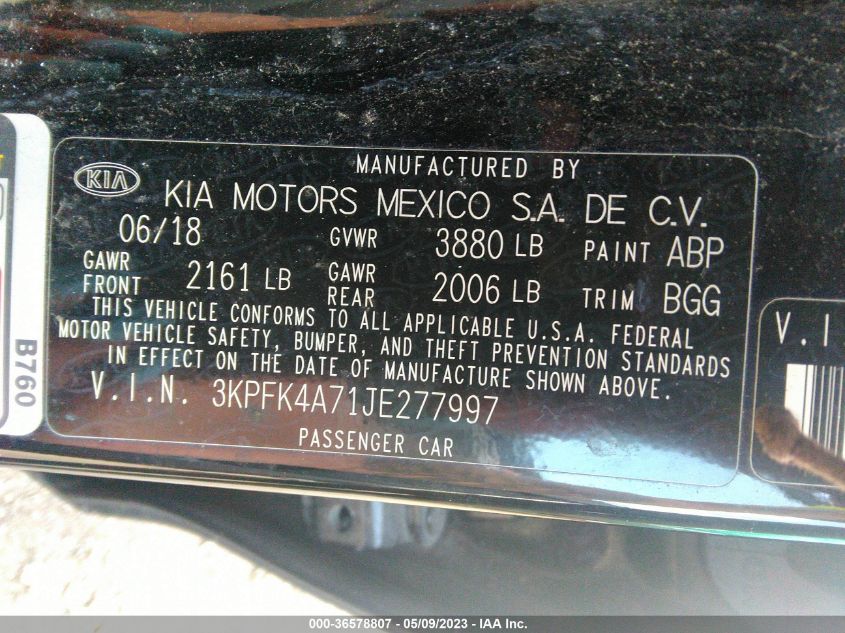 MANUFACTURED BY
KIA
KIA MOTORS MEXICO S.A. DE C.V.
06/18 GVWR 3880 LB PAINT ABP
GAWR FRONT 2161 LB GAWR REAR 2006 LB TRIM BGG
THIS VEHICLE CONFORMS TO ALL APPLICABLE U.S.A. FEDERAL
MOTOR VEHICLE SAFETY, BUMPER, AND THEFT PREVENTION STANDARDS
IN EFFECT ON THE DATE OF MANUFACTURE SHOWN ABOVE.
V.I.N. 3KPFK4A71JE277997
PASSENGER CAR
B760
000-36578807 - 05/09/2023 - IAA Inc.